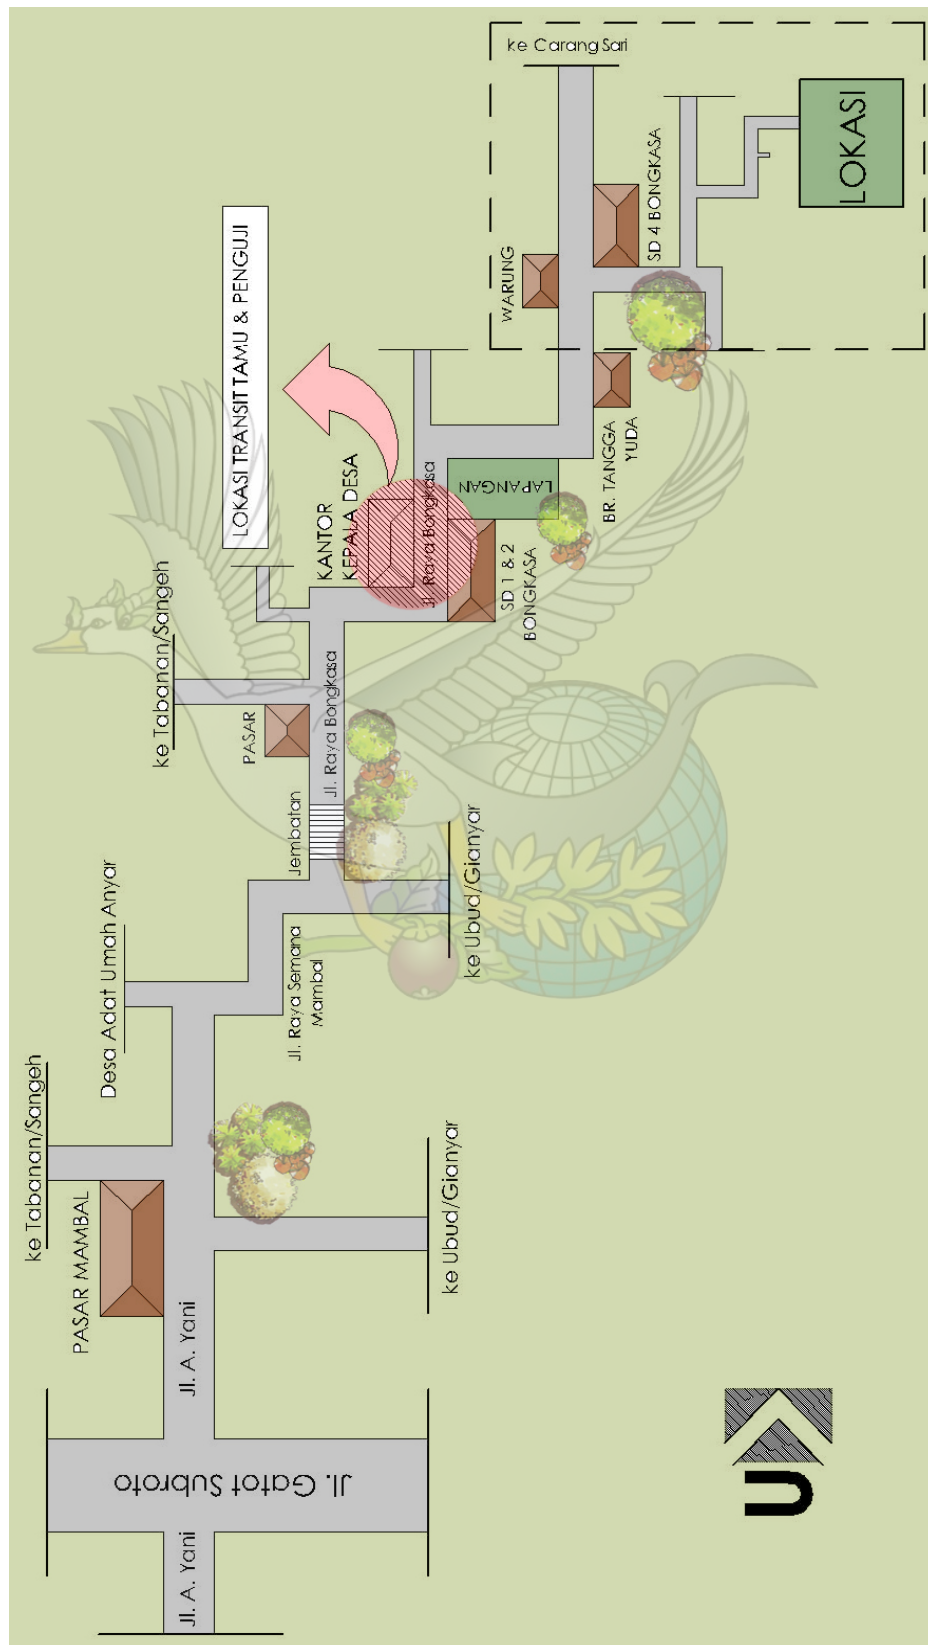 ke Carang Sari
LOKASI
SD 4 BONGKASA
WARUNG
LOKASI TRANSIT TAMU & PENGUJI
KANTOR
KEPALA DESA
Jl. Raya Bongkasa
LAPANGAN
BR. TANGGA
YUDA
SD 1 & 2
BONGKASA
ke Tabanan/Sangeh
PASAR
Jl. Raya Bongkasa
Jembatan
ke Ubud/Gianyar
Desa Adat Umah Anyar
Jl. Raya Semana
Mambal
ke Tabanan/Sangeh
PASAR MAMBAL
ke Ubud/Gianyar
Jl. A. Yani
Jl. Gatot Subroto
Jl. A. Yani
U